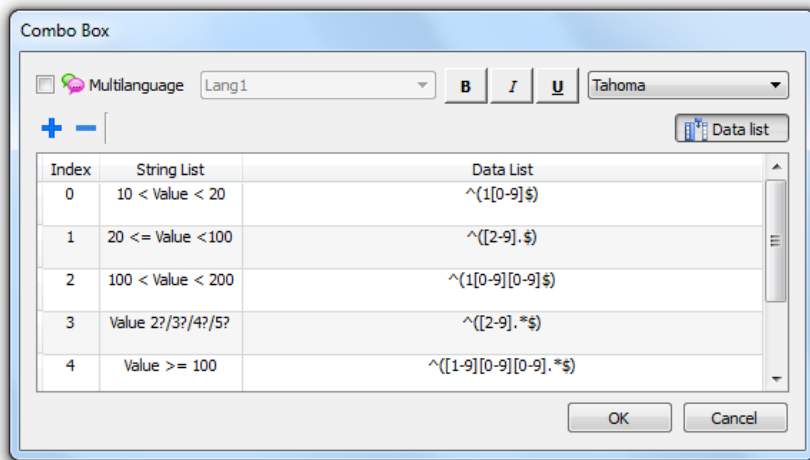 Combo Box
Multilanguage Lang1 B I U Tahoma
Data list
Index String List Data List
0 10 < Value < 20 ^(1[0-9]$)
1 20 <= Value <100 ^([2-9].$)
2 100 < Value < 200 ^(1[0-9][0-9]$)
3 Value 2?/3?/4?/5? ^([2-9].*$)
4 Value >= 100 ^([1-9][0-9][0-9].*$)
OK Cancel